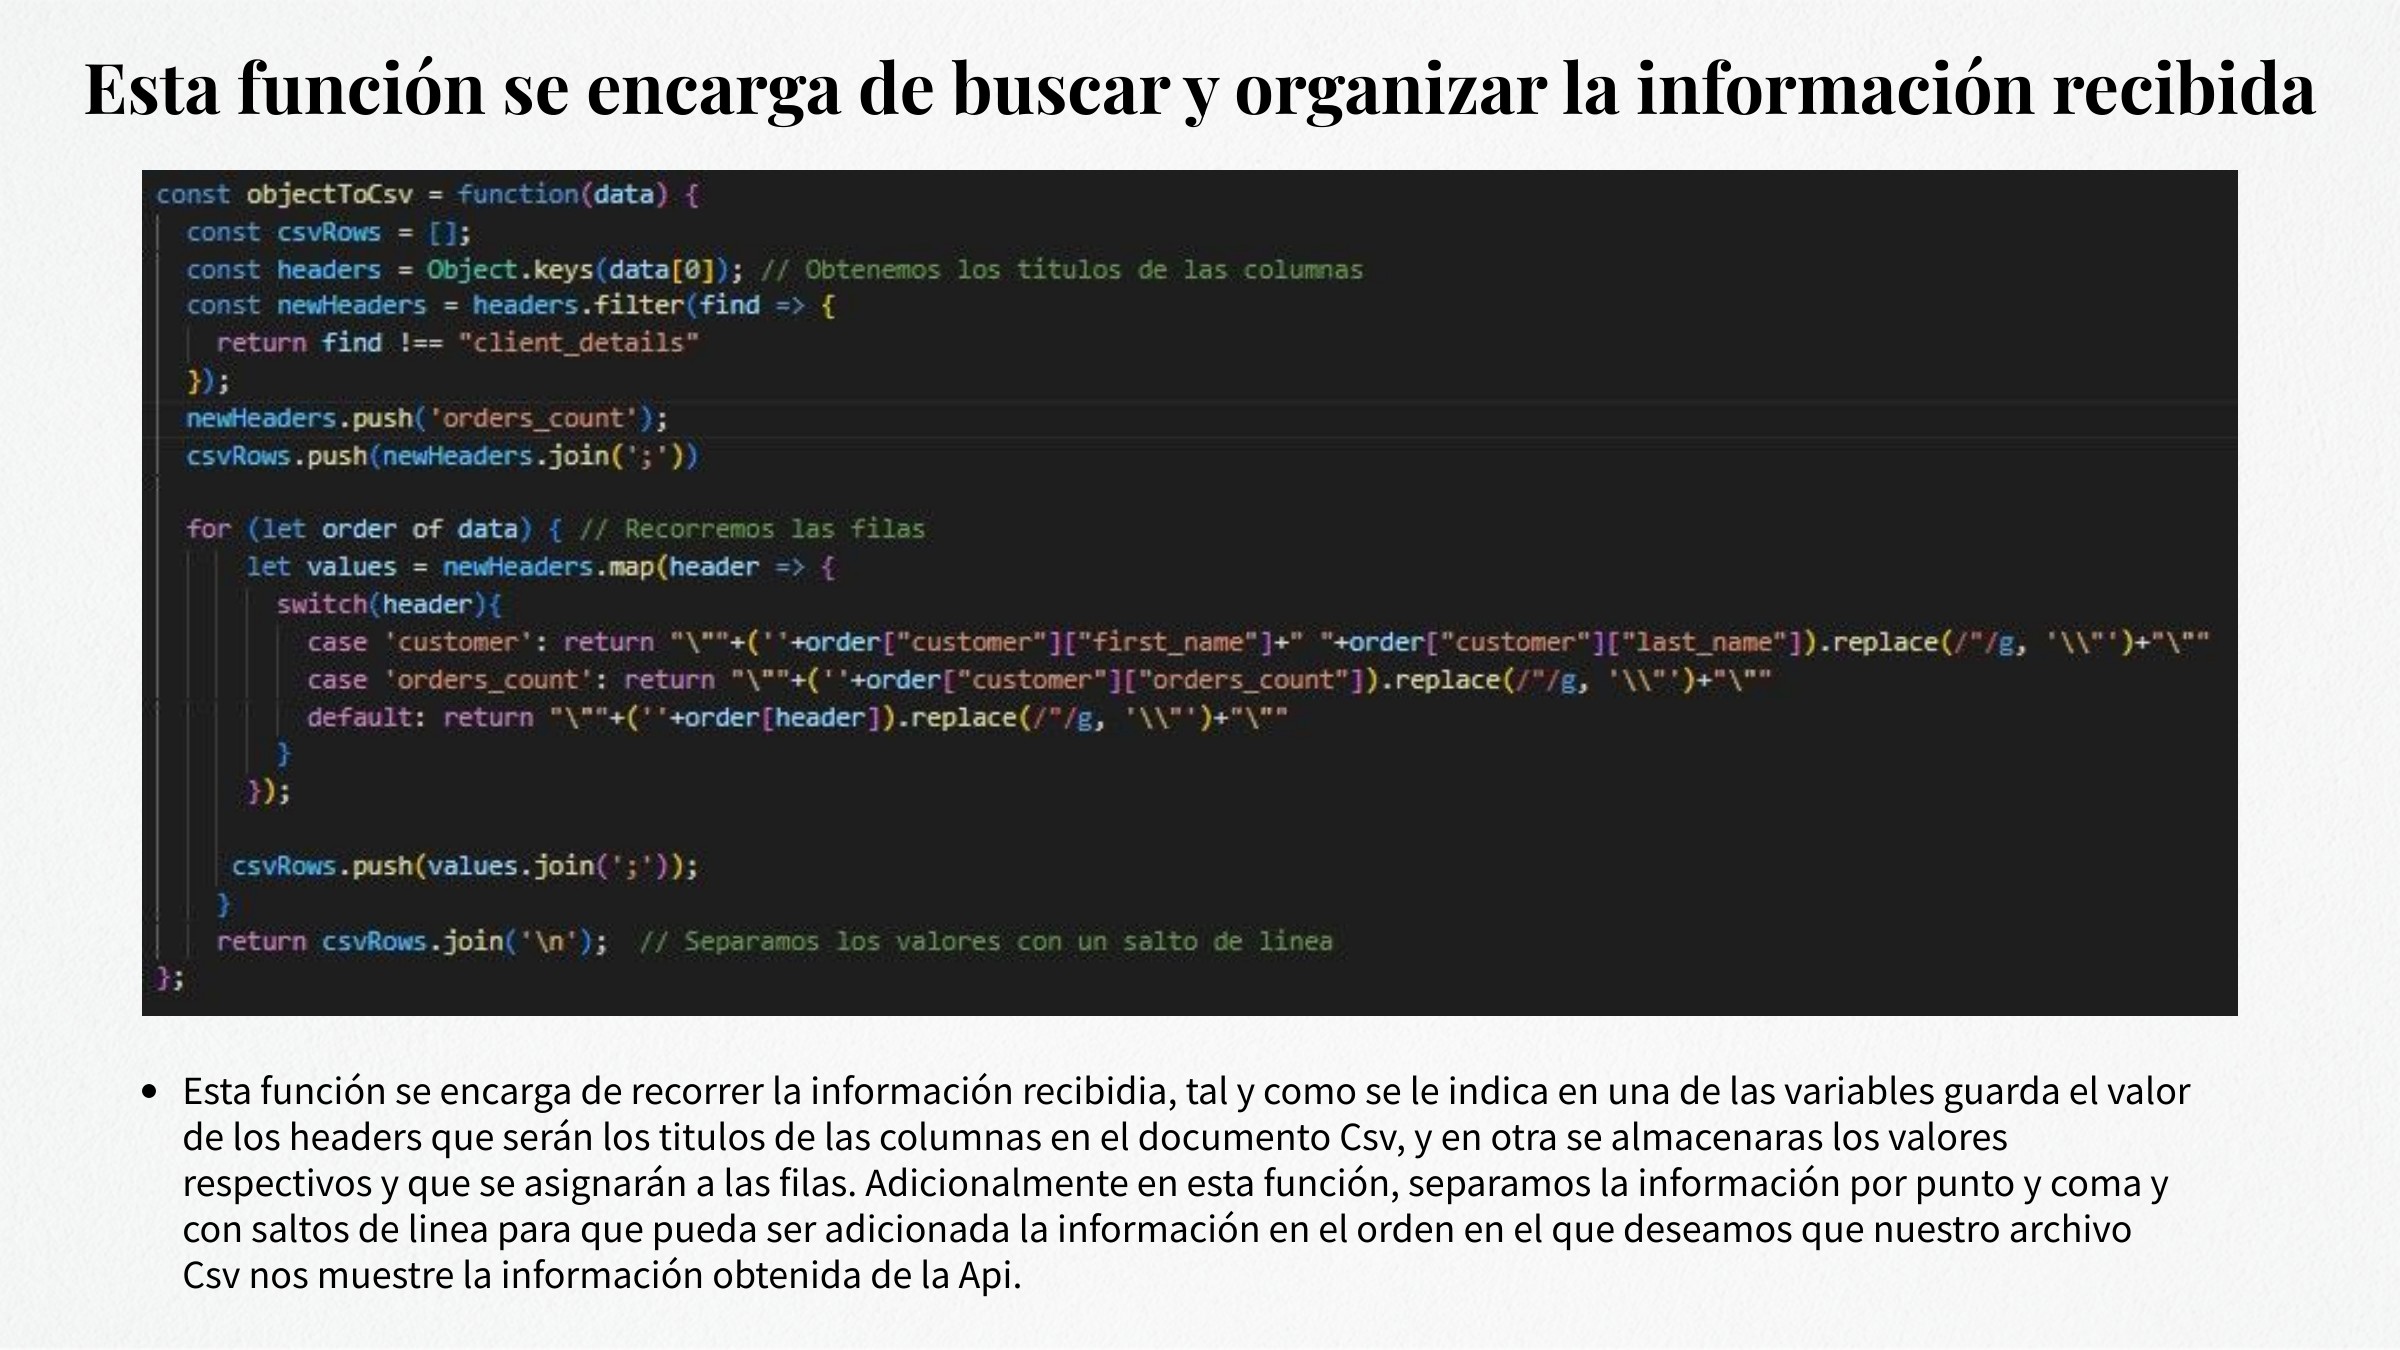 Esta función se encarga de buscar y organizar la información recibida
const objectToCsv = function(data) {
const csvRows = [];
const headers = Object.keys(data[0]); // Obtenemos los titulos de las columnas
const newHeaders = headers.filter(find => {
return find !== "client_details"
});
newHeaders.push('orders_count');
csvRows.push(newHeaders.join(';'))
for (let order of data) { // Recorremos las filas
let values = newHeaders.map(header => {
switch(header){
case 'customer': return "\""+(''+order["customer"]["first_name"]+" "+order["customer"]["last_name"]).replace(/"/g, '\\"')+"\""
case 'orders_count': return "\""+(''+order["customer"]["orders_count"]).replace(/"/g, '\\"')+"\""
default: return "\""+(''+order[header]).replace(/"/g, '\\"')+"\""
}
});
csvRows.push(values.join(';'));
}
return csvRows.join('\n'); // Separamos los valores con un salto de linea
};
• Esta función se encarga de recorrer la información recibidia, tal y como se le indica en una de las variables guarda el valor
de los headers que serán los titulos de las columnas en el documento Csv, y en otra se almacenaras los valores
respectivos y que se asignarán a las filas. Adicionalmente en esta función, separamos la información por punto y coma y
con saltos de linea para que pueda ser adicionada la información en el orden en el que deseamos que nuestro archivo
Csv nos muestre la información obtenida de la Api.